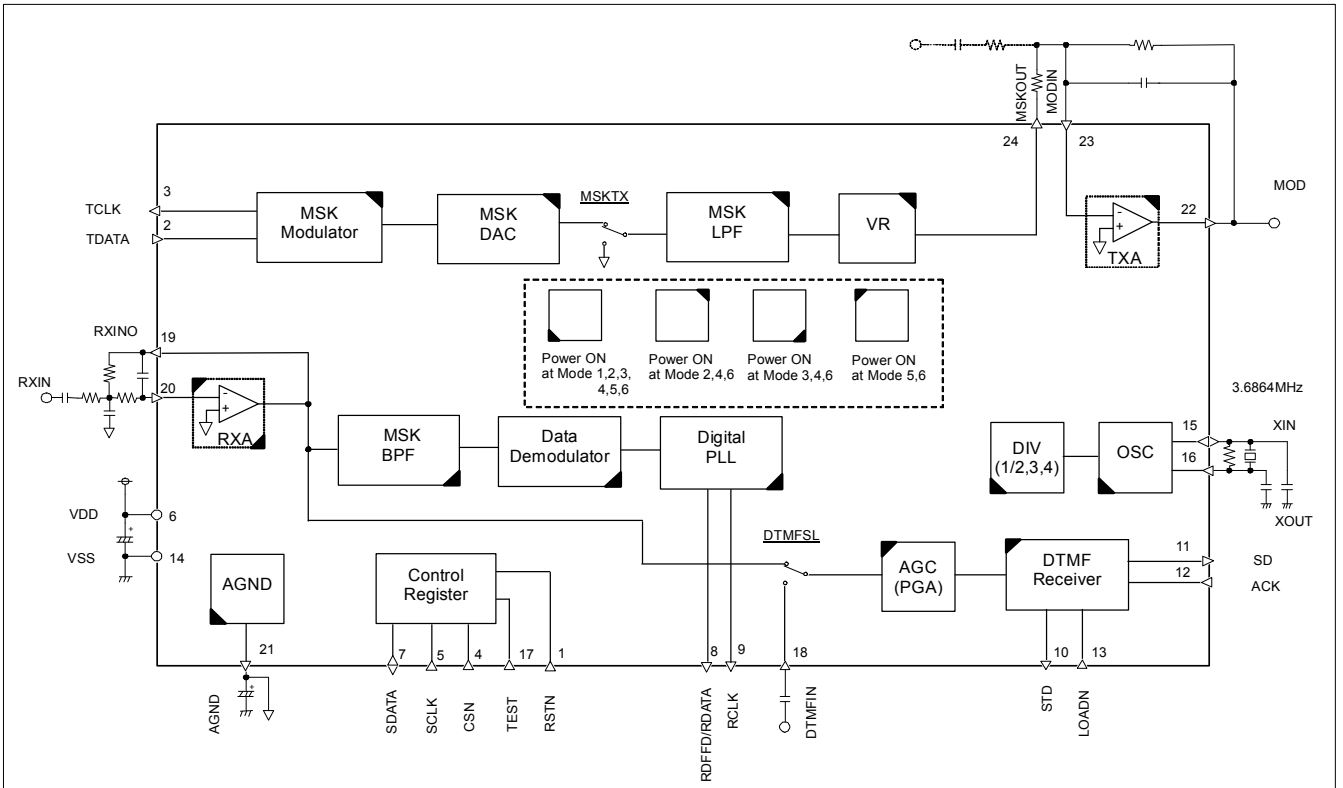 MSKOUT
MODIN
24
23
3
TCLK
2
TDATA
MSK
Modulator
MSK
DAC
MSKTX
MSK
LPF
VR
TXA
-
+
22
MOD
RXINO
19
RXIN
20
-
+
RXA
Power ON
at Mode 1,2,3,
4,5,6
Power ON
at Mode 2,4,6
Power ON
at Mode 3,4,6
Power ON
at Mode 5,6
MSK
BPF
Data
Demodulator
Digital
PLL
3.6864MHz
DIV
(1/2,3,4)
OSC
15
XIN
16
XOUT
VDD
6
+
VSS
14
AGND
21
+
AGND
Control
Register
7
5
4
17
1
SDATA
SCLK
CSN
TEST
RSTN
DTMFSL
8
9
18
RDFFD/RDATA
RCLK
DTMFIN
AGC
(PGA)
DTMF
Receiver
11
SD
12
ACK
10
13
STD
LOADN